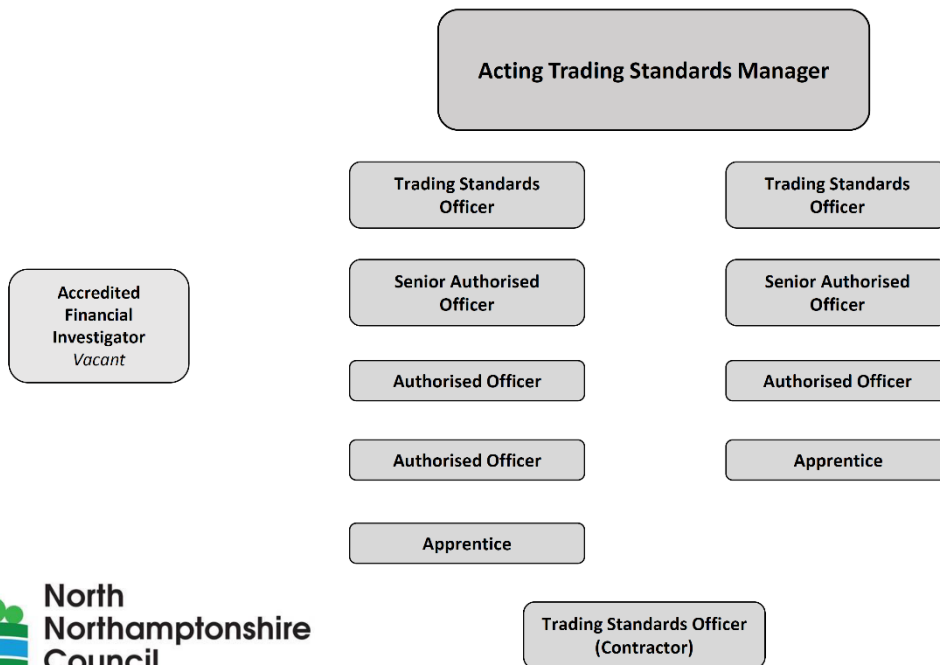 Acting Trading Standards Manager
Trading Standards
Officer
Trading Standards
Officer
Accredited
Financial
Investigator
Vacant
Senior Authorised
Officer
Senior Authorised
Officer
Authorised Officer
Authorised Officer
Authorised Officer
Apprentice
Apprentice
Trading Standards Officer
(Contractor)
North
Northamptonshire
Council